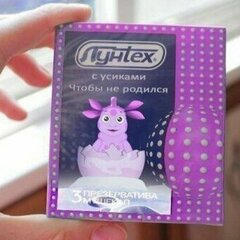 Лунтех
с усиками
Чтобы не родился
3 ПРЕЗЕРВАТИВА